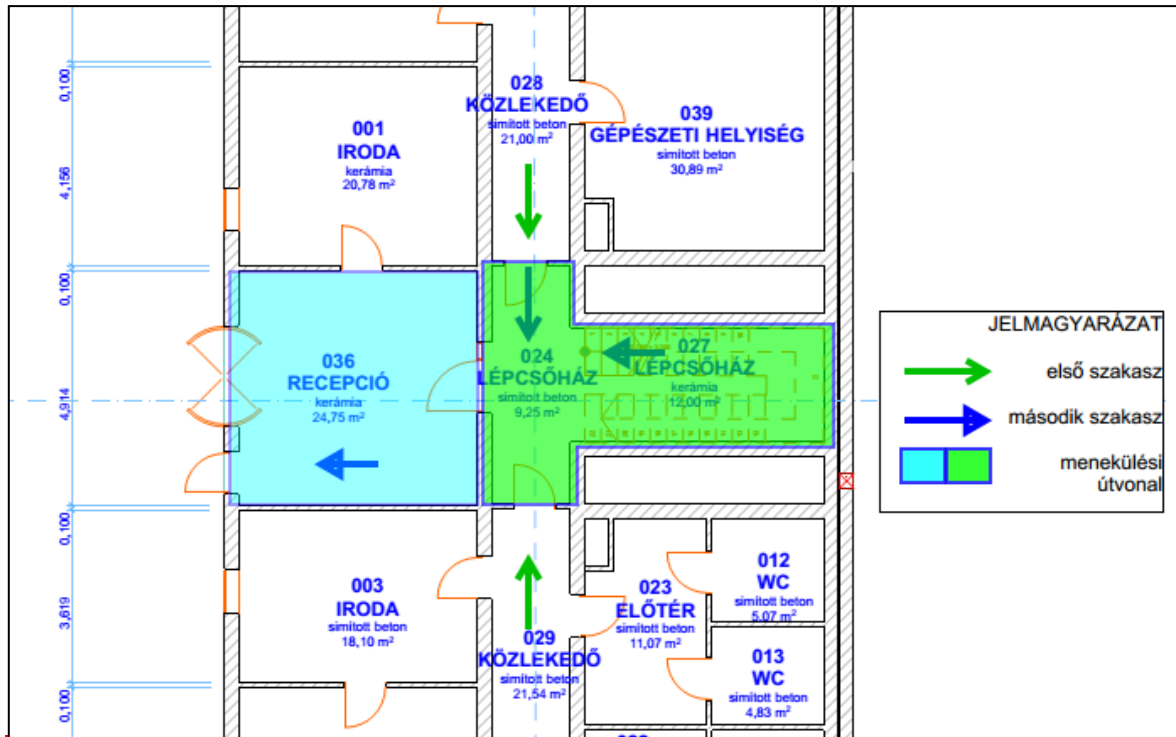 0,100
4,156
0,100
4,914
0,100
3,619
0,100
001
IRODA
kerámia
20,78 m²
028
KÖZLEKEDŐ
simított beton
21,00 m²
039
GÉPÉSZETI HELYISÉG
simított beton
30,89 m²
036
RECEPCIÓ
kerámia
24,75 m²
024
LÉPCSŐHÁZ
simított beton
9,25 m²
027
LÉPCSŐHÁZ
kerámia
12,00 m²
003
IRODA
simított beton
18,10 m²
029
KÖZLEKEDŐ
simított beton
21,54 m²
023
ELŐTÉR
simított beton
11,07 m²
012
WC
simított beton
5,07 m²
013
WC
simított beton
4,83 m²
JELMAGYARÁZAT
első szakasz
második szakasz
menekülési
útvonal